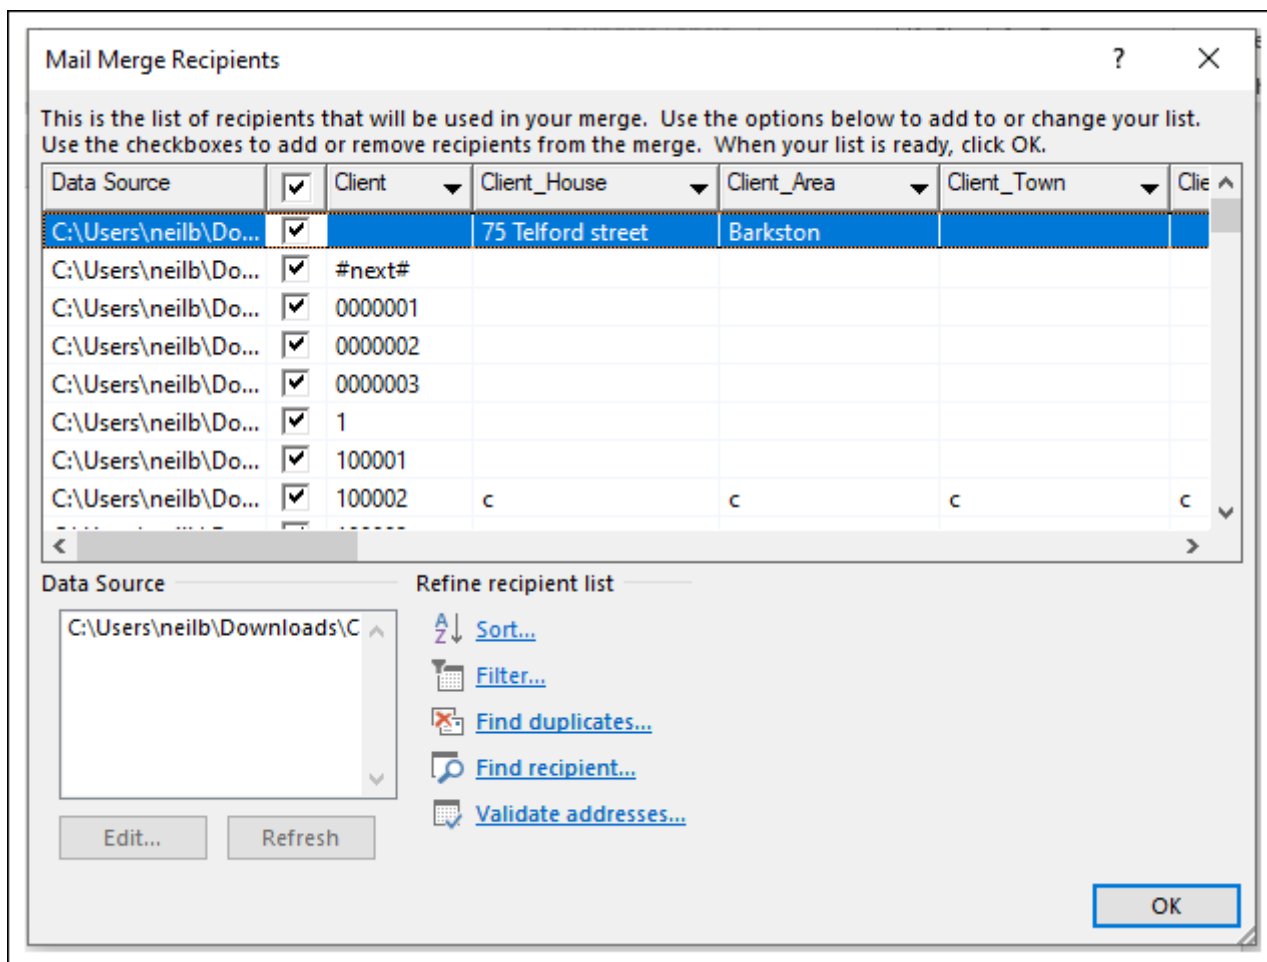 Mail Merge Recipients
This is the list of recipients that will be used in your merge. Use the options below to add to or change your list.
Use the checkboxes to add or remove recipients from the merge. When your list is ready, click OK.
Data Source Client Client_House Client_Area Client_Town Clie
C:\Users\neilb\Do... 75 Telford street Barkston
C:\Users\neilb\Do... #next#
C:\Users\neilb\Do... 0000001
C:\Users\neilb\Do... 0000002
C:\Users\neilb\Do... 0000003
C:\Users\neilb\Do... 1
C:\Users\neilb\Do... 100001
C:\Users\neilb\Do... 100002 c c c c
Data Source
C:\Users\neilb\Downloads\C
Edit... Refresh
Refine recipient list
Sort...
Filter...
Find duplicates...
Find recipient...
Validate addresses...
OK